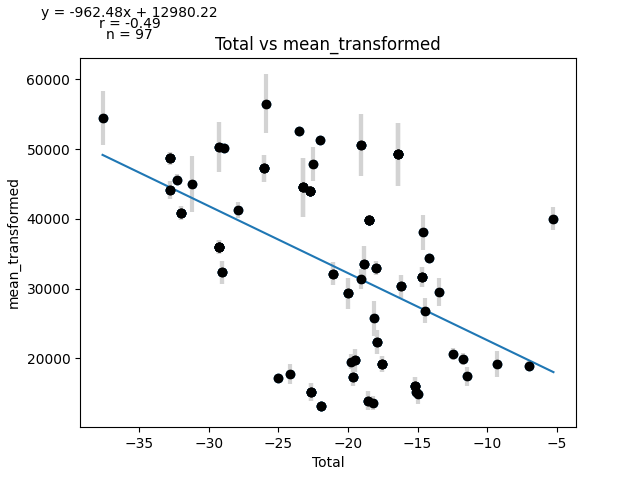 y = -962.48x + 12980.22
r = -0.49
n = 97
Total vs mean_transformed
60000
50000
40000
30000
20000
mean_transformed
−35
−30
−25
−20
−15
−10
−5
Total